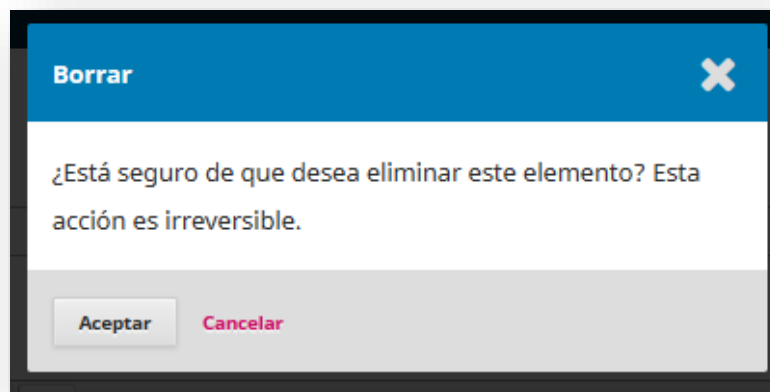 Borrar
¿Está seguro de que desea eliminar este elemento? Esta
acción es irreversible.
Aceptar
Cancelar